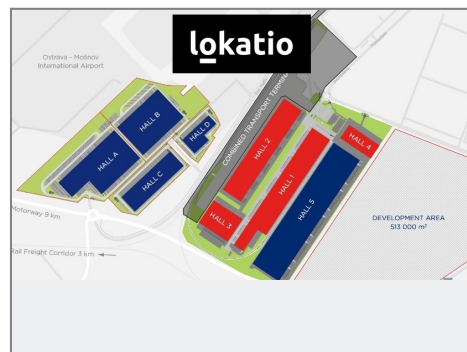 lokatio
Ostrava - Mošnov
International Airport
COMBINED TRANSPORT TERMIN
HALL B
HALL D
HALL A
HALL C
HALL 2
HALL 4
HALL 1
HALL 3
HALL 5
DEVELOPMENT AREA
513 000 m²
Motorway 9 km
Rail Freight Corridor 3 km